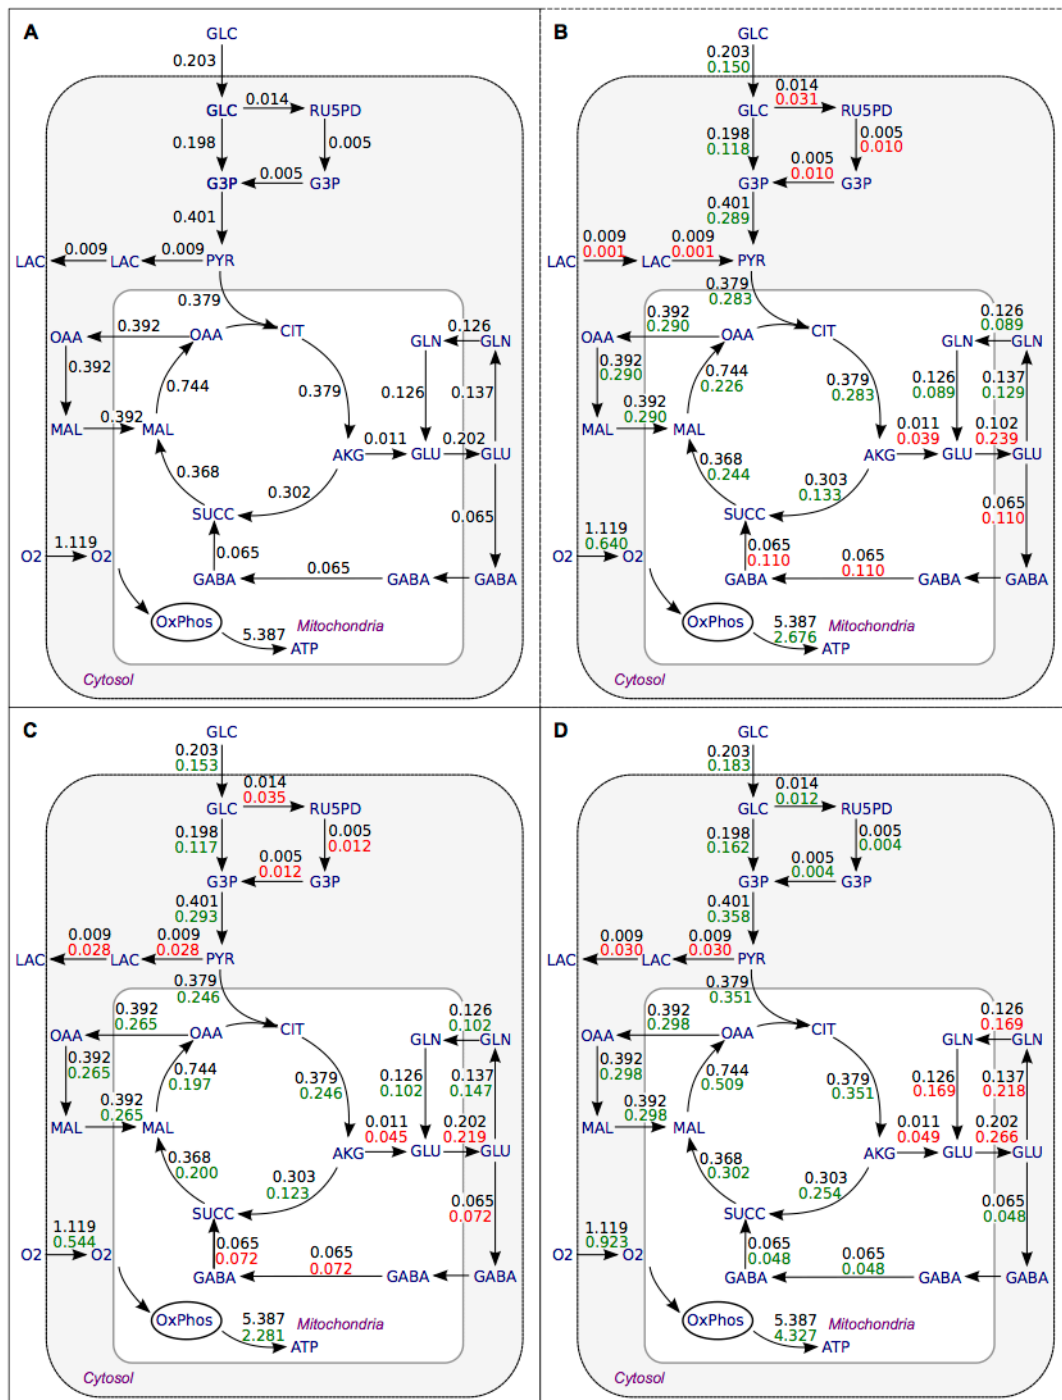 A
GLC
0.203
GLC 0.014 RU5PD
0.198 0.005
G3P 0.005 G3P
0.401
0.009 0.009
LAC LAC PYR
0.379
OAA 0.392 OAA CIT GLN 0.126 GLN
0.392 0.744 0.379 0.126 0.137
MAL 0.392 MAL
AKG 0.011 GLU 0.202 GLU
0.368 0.302
SUCC 0.065
1.119 0.065
O2 O2 GABA 0.065 GABA GABA
OxPhos 5.387 Mitochondria
ATP
Cytosol
B
GLC
0.203
0.150
0.014
GLC 0.031 RU5PD
0.198 0.005
0.118 0.010
0.005
G3P 0.010 G3P
0.401
0.289
0.009 0.009
0.001 0.001
LAC LAC PYR
0.379
0.283
0.392 0.126
OAA 0.290 OAA CIT GLN 0.089 GLN
0.392 0.744 0.379 0.126 0.137
0.290 0.226 0.283 0.089 0.129
0.392
MAL 0.290 MAL
0.011 0.102
0.039 0.239
AKG GLU GLU
0.368 0.303
0.244 0.133
SUCC 0.065
0.110
1.119 0.065 0.065
0.640 0.110 0.110
O2 O2 GABA GABA GABA
OxPhos 5.387 Mitochondria
2.676 ATP
Cytosol
C
GLC
0.203
0.153
0.014
GLC 0.035 RU5PD
0.198 0.005
0.117 0.012
0.005
G3P 0.012 G3P
0.401
0.293
0.009 0.009
0.028 0.028
LAC LAC PYR
0.379
0.246
0.392 0.126
OAA 0.265 OAA CIT GLN 0.102 GLN
0.392 0.744 0.379 0.126 0.137
0.265 0.197 0.246 0.102 0.147
0.392
MAL 0.265 MAL
0.011 0.202
0.045 0.219
AKG GLU GLU
0.368 0.303
0.200 0.123
SUCC 0.065
0.072
1.119 0.065 0.065
0.544 0.072 0.072
O2 O2 GABA GABA GABA
OxPhos 5.387 Mitochondria
2.281 ATP
Cytosol
D
GLC
0.203
0.183
0.014
GLC 0.012 RU5PD
0.198 0.005
0.162 0.004
0.005
G3P 0.004 G3P
0.401
0.358
0.009 0.009
0.030 0.030
LAC LAC PYR
0.379
0.351
0.392 0.126
OAA 0.298 OAA CIT GLN 0.169 GLN
0.392 0.744 0.379 0.126 0.137
0.298 0.509 0.351 0.169 0.218
0.392
MAL 0.298 MAL
0.011 0.202
0.049 0.266
AKG GLU GLU
0.368 0.303
0.302 0.254
SUCC 0.065
0.048
1.119 0.065 0.065
0.923 0.048 0.048
O2 O2 GABA GABA GABA
OxPhos 5.387 Mitochondria
4.327 ATP
Cytosol